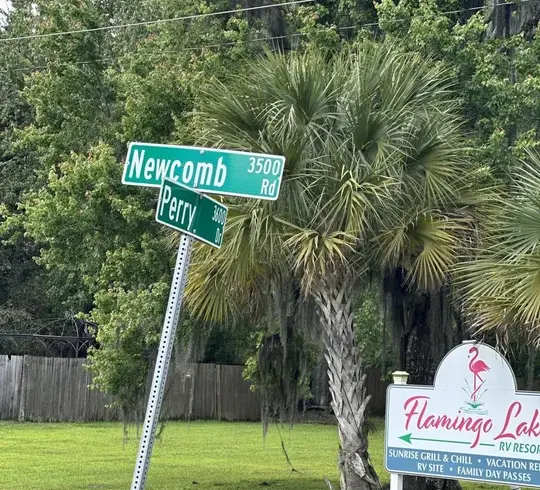 Newcomb 3500 Rd
Perry 3600 Dr
Flamingo Lak
RV RESOR
SUNRISE GRILL & CHILL • VACATION RE
RV SITE • FAMILY DAY PASSES